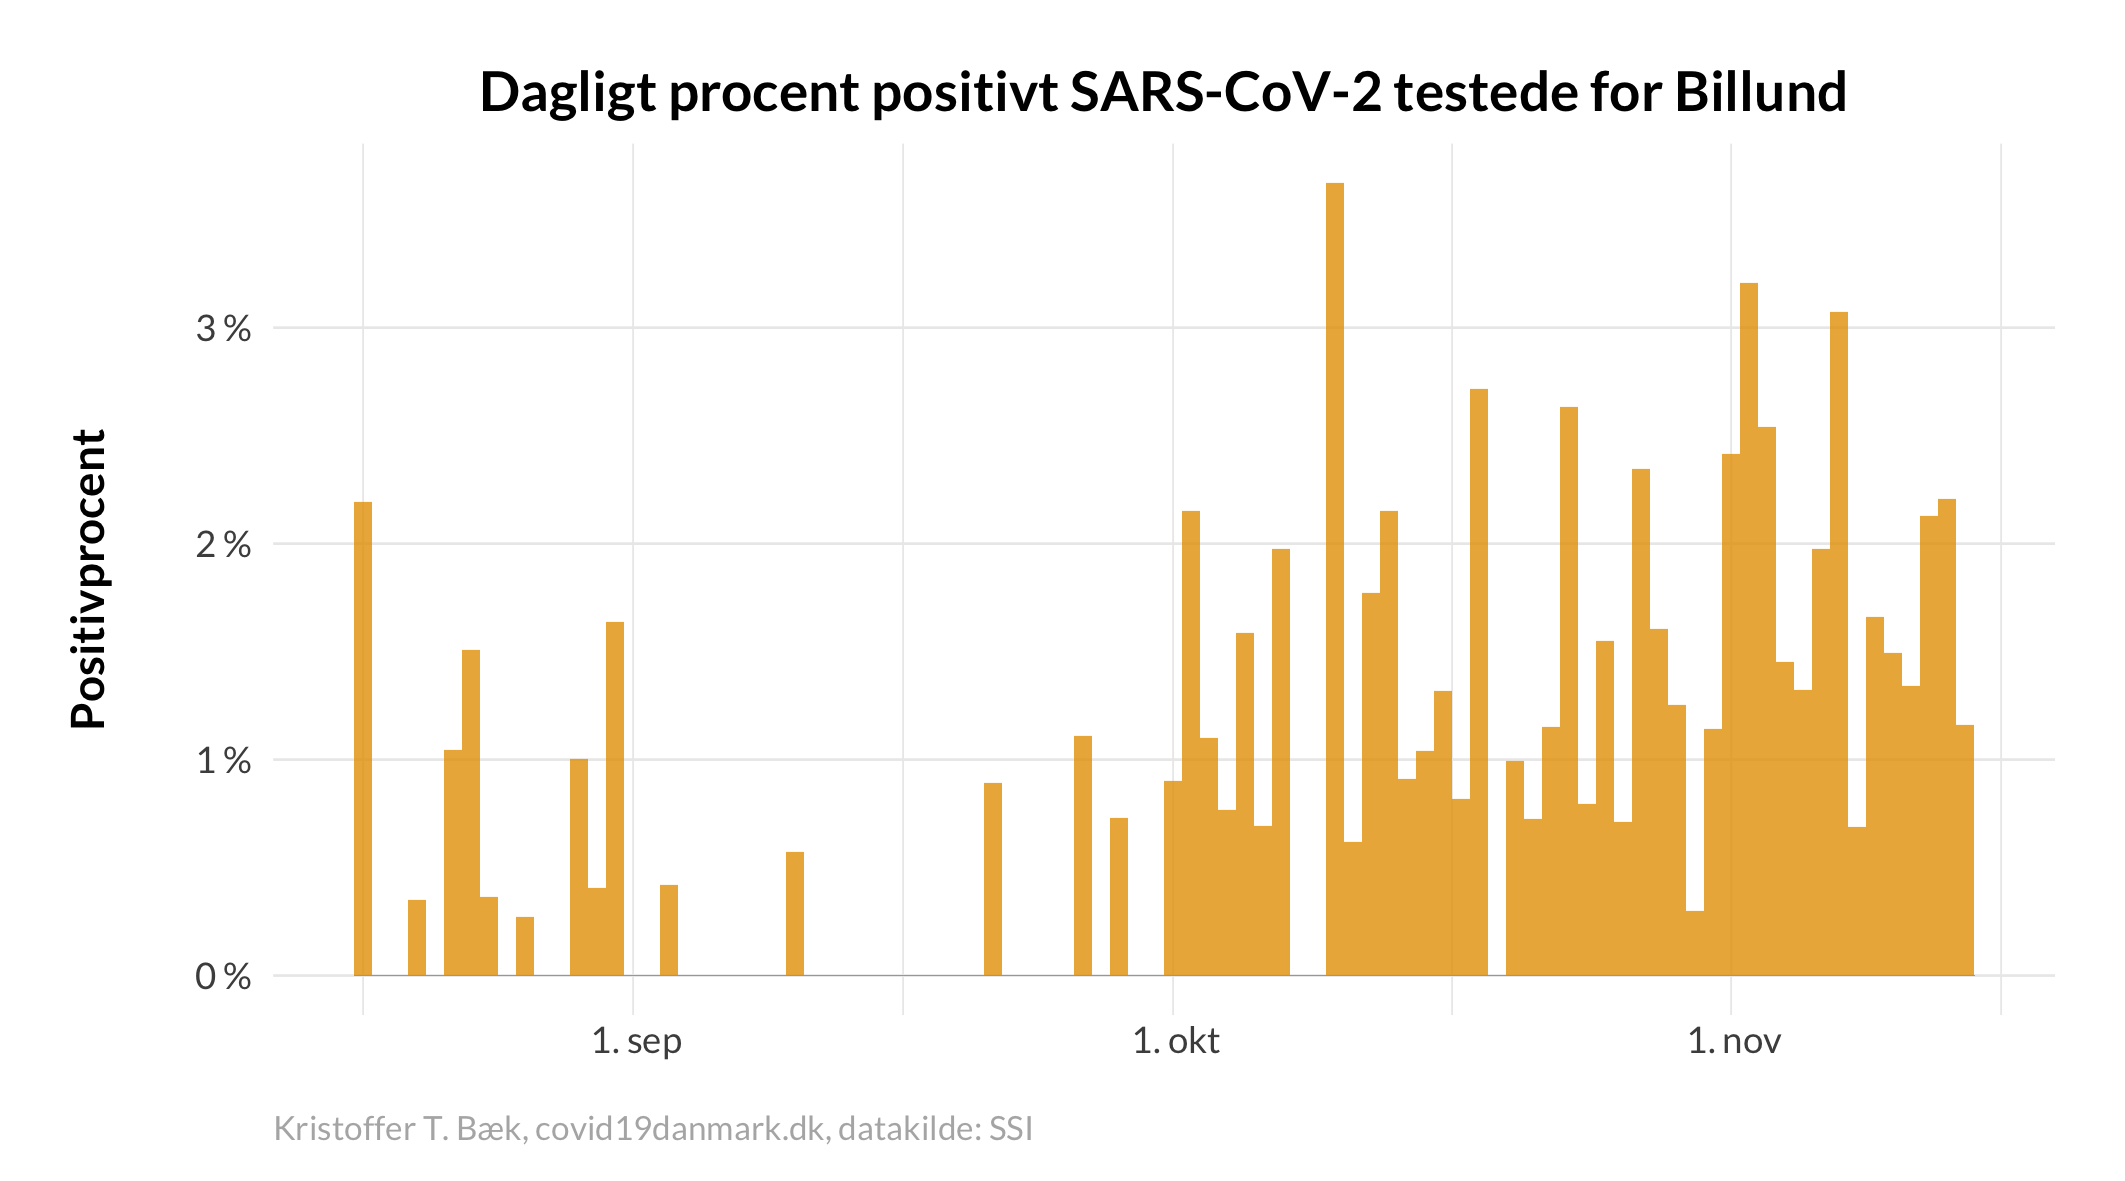 Dagligt procent positivt SARS-CoV-2 testede for Billund
Positivprocent
3 %
2 %
1 %
0 %
1. sep
1. okt
1. nov
Kristoffer T. Bæk, covid19danmark.dk, datakilde: SSI